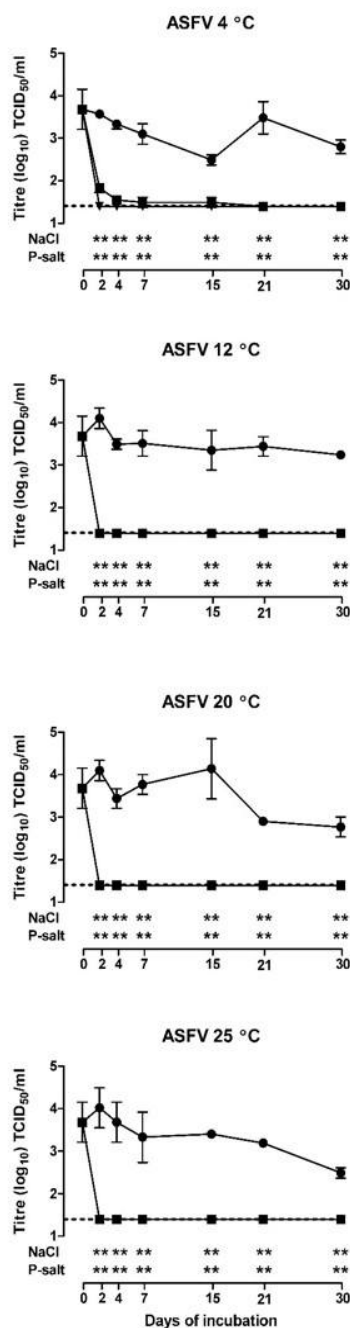 ASFV 4 °C
Titre (log10) TCID50/ml
5
4
3
2
1
NaCl ** ** ** ** ** **
P-salt ** ** ** ** ** **
0 2 4 7 15 21 30
ASFV 12 °C
Titre (log10) TCID50/ml
5
4
3
2
1
NaCl ** ** ** ** ** **
P-salt ** ** ** ** ** **
0 2 4 7 15 21 30
ASFV 20 °C
Titre (log10) TCID50/ml
5
4
3
2
1
NaCl ** ** ** ** ** **
P-salt ** ** ** ** ** **
0 2 4 7 15 21 30
ASFV 25 °C
Titre (log10) TCID50/ml
5
4
3
2
1
NaCl ** ** ** ** ** **
P-salt ** ** ** ** ** **
0 2 4 7 15 21 30
Days of incubation